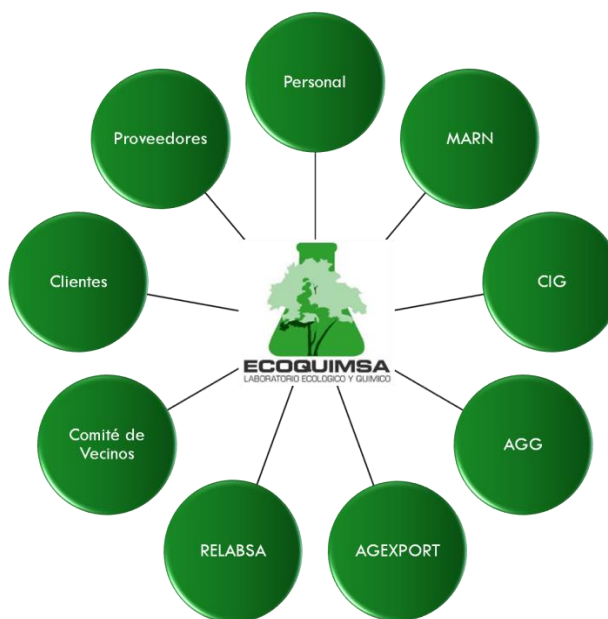 Personal
Proveedores
MARN
Clientes
CIG
ECOQUIMSA
LABORATORIO ECOLOGICO Y QUIMICO
Comité de
Vecinos
AGG
RELABSA
AGEXPORT